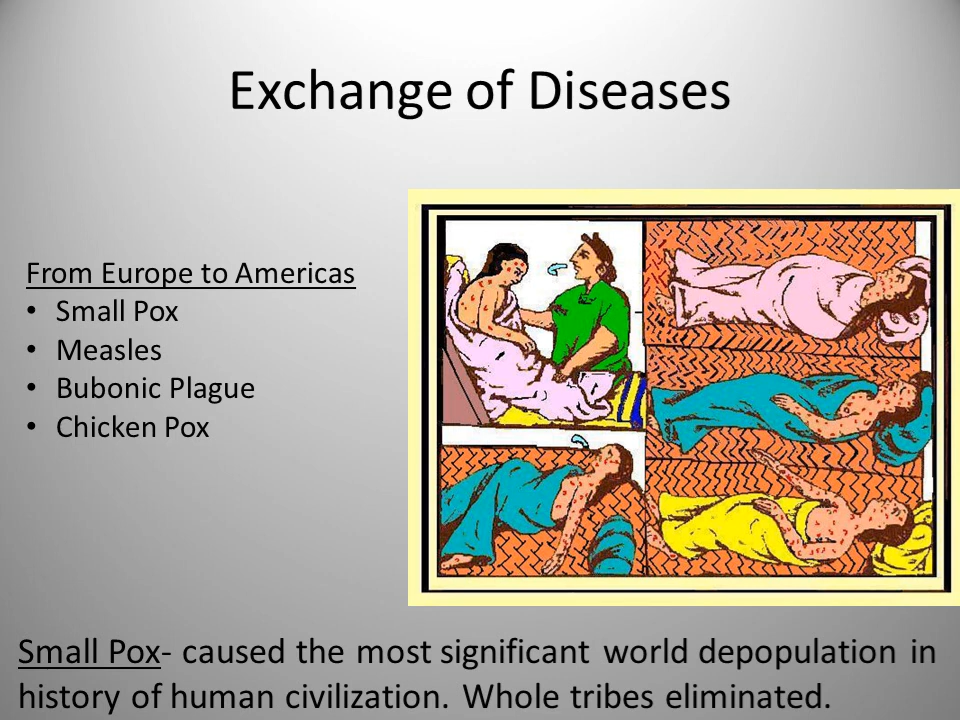 Exchange of Diseases
From Europe to Americas
• Small Pox
• Measles
• Bubonic Plague
• Chicken Pox
Small Pox- caused the most significant world depopulation in
history of human civilization. Whole tribes eliminated.